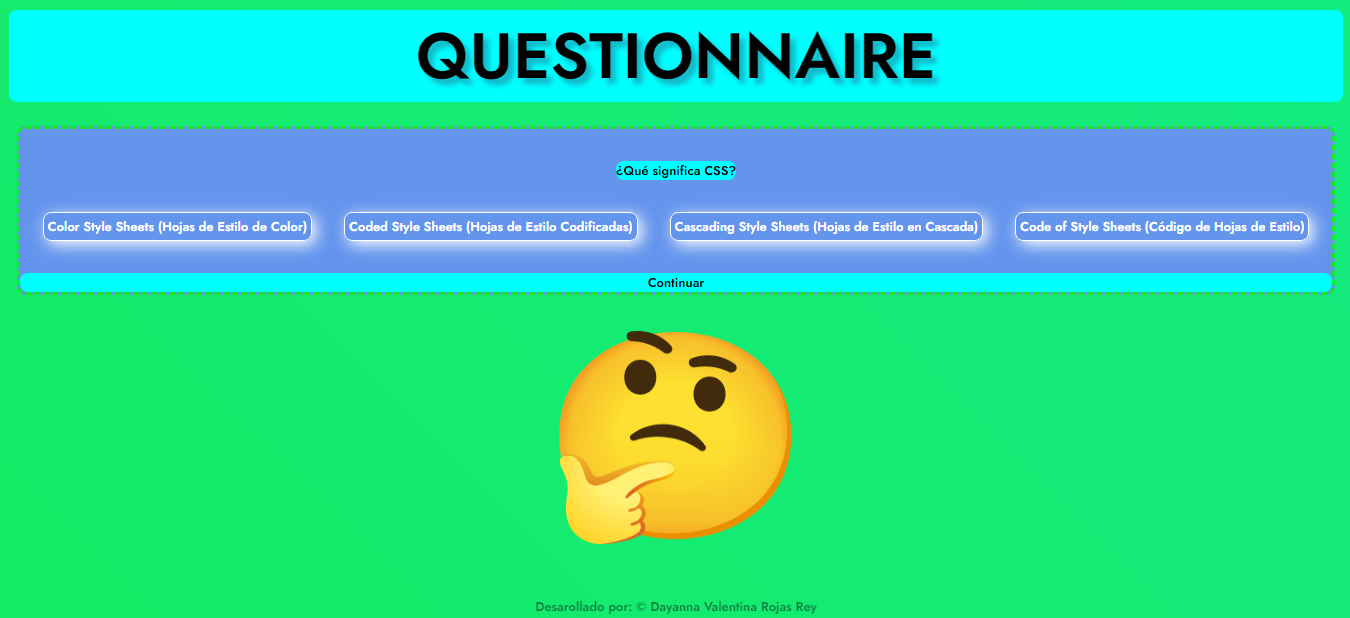 QUESTIONNAIRE
¿Qué significa CSS?
Color Style Sheets (Hojas de Estilo de Color)
Coded Style Sheets (Hojas de Estilo Codificadas)
Cascading Style Sheets (Hojas de Estilo en Cascada)
Code of Style Sheets (Código de Hojas de Estilo)
Continuar
Desarollado por: © Dayanna Valentina Rojas Rey